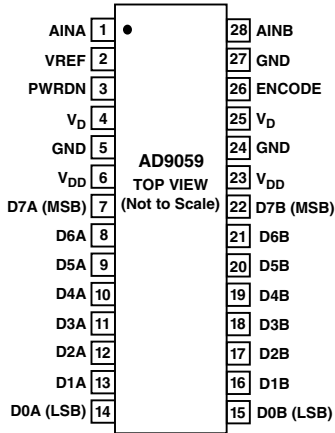 AINA 1 28 AINB
VREF 2 27 GND
PWRDN 3 26 ENCODE
VD 4 25 VD
GND 5 24 GND
VDD 6 23 VDD
D7A (MSB) 7 22 D7B (MSB)
D6A 8 21 D6B
D5A 9 20 D5B
D4A 10 19 D4B
D3A 11 18 D3B
D2A 12 17 D2B
D1A 13 16 D1B
D0A (LSB) 14 15 D0B (LSB)
AD9059
TOP VIEW
(Not to Scale)